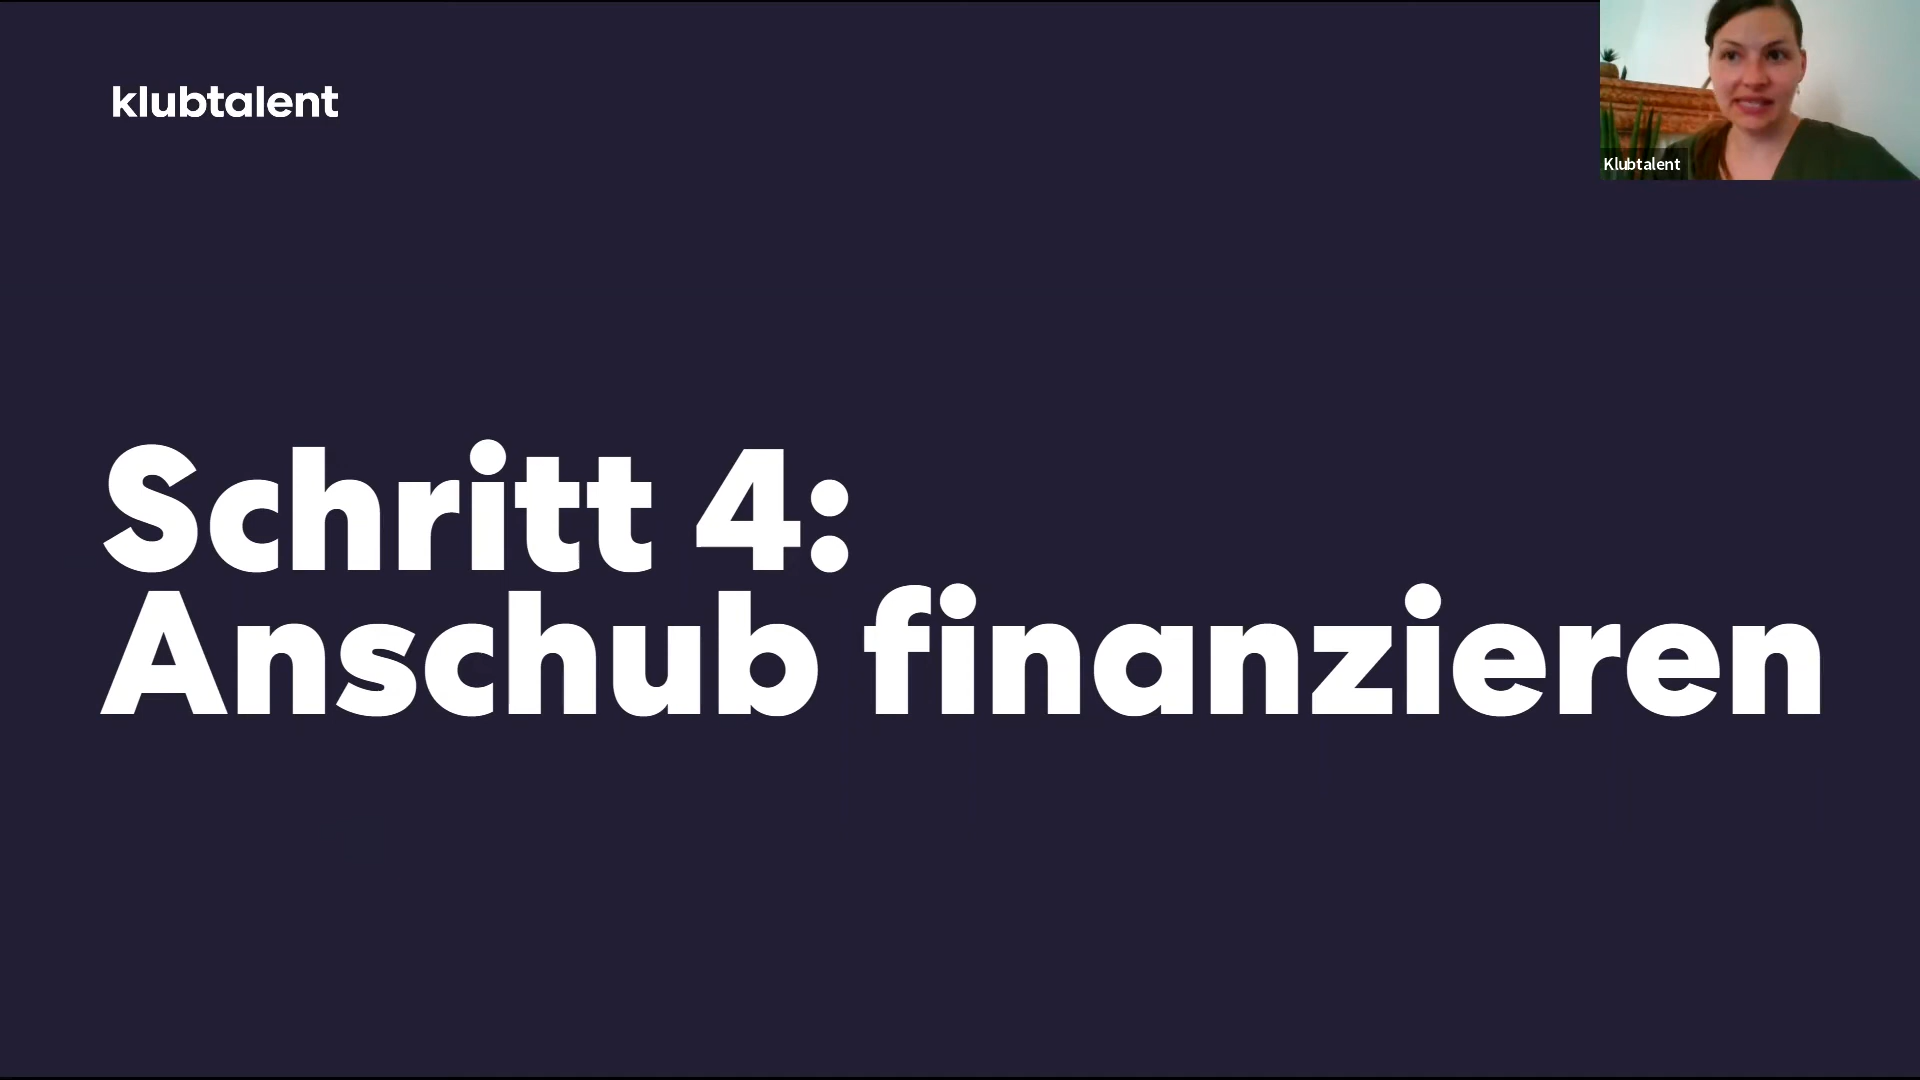 klubtalent
Klubtalent
Schritt 4:
Anschub finanzieren